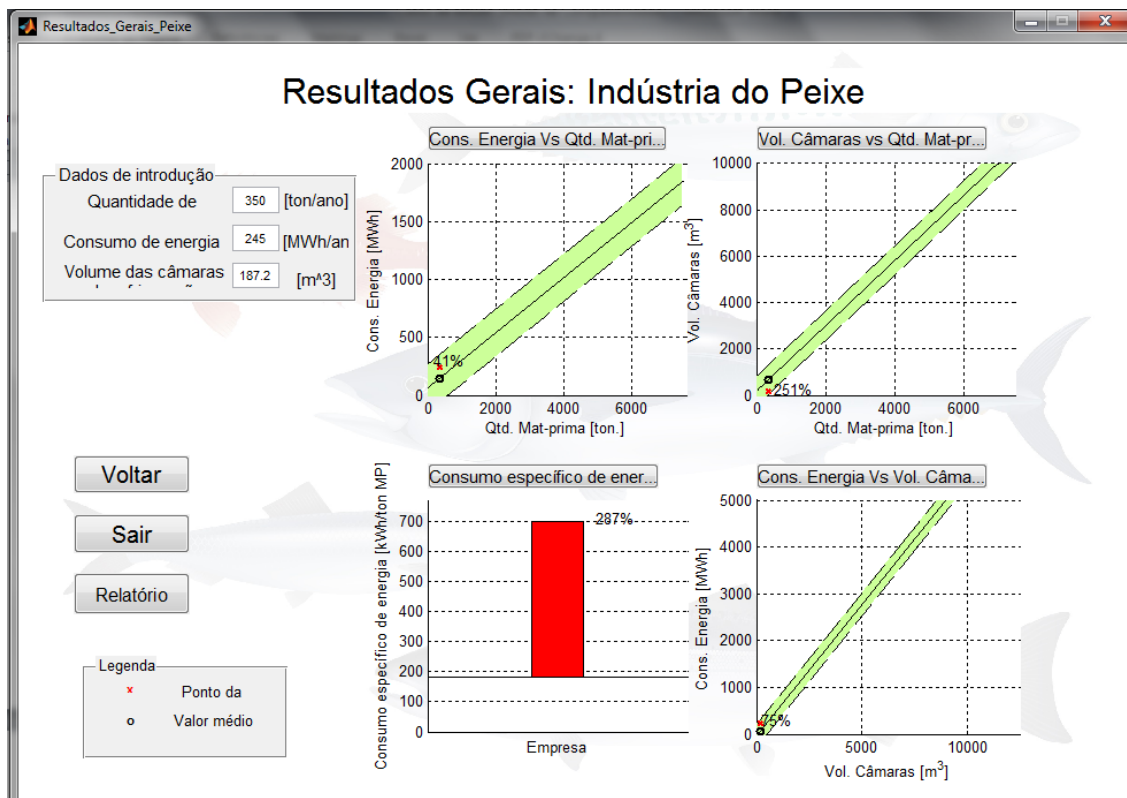 Resultados_Gerais_Peixe
Resultados Gerais: Indústria do Peixe
Dados de introdução
Quantidade de
350
[ton/ano]
Consumo de energia
245
[MWh/an
Volume das câmaras
187.2
[m^3]
Voltar
Sair
Relatório
Legenda
x Ponto da
o Valor médio
Cons. Energia Vs Qtd. Mat-pri...
Cons. Energia [MWh]
2000
1500
1000
500
0
41%
0 2000 4000 6000
Qtd. Mat-prima [ton.]
Vol. Câmaras vs Qtd. Mat-pr...
Vol. Câmaras [m³]
10000
8000
6000
4000
2000
0
251%
0 2000 4000 6000
Qtd. Mat-prima [ton.]
Consumo específico de ener...
Consumo específico de energia [kWh/ton MP]
700
600
500
400
300
200
100
0
287%
Empresa
Cons. Energia Vs Vol. Câma...
Cons. Energia [MWh]
5000
4000
3000
2000
1000
0
75%
0 5000 10000
Vol. Câmaras [m³]